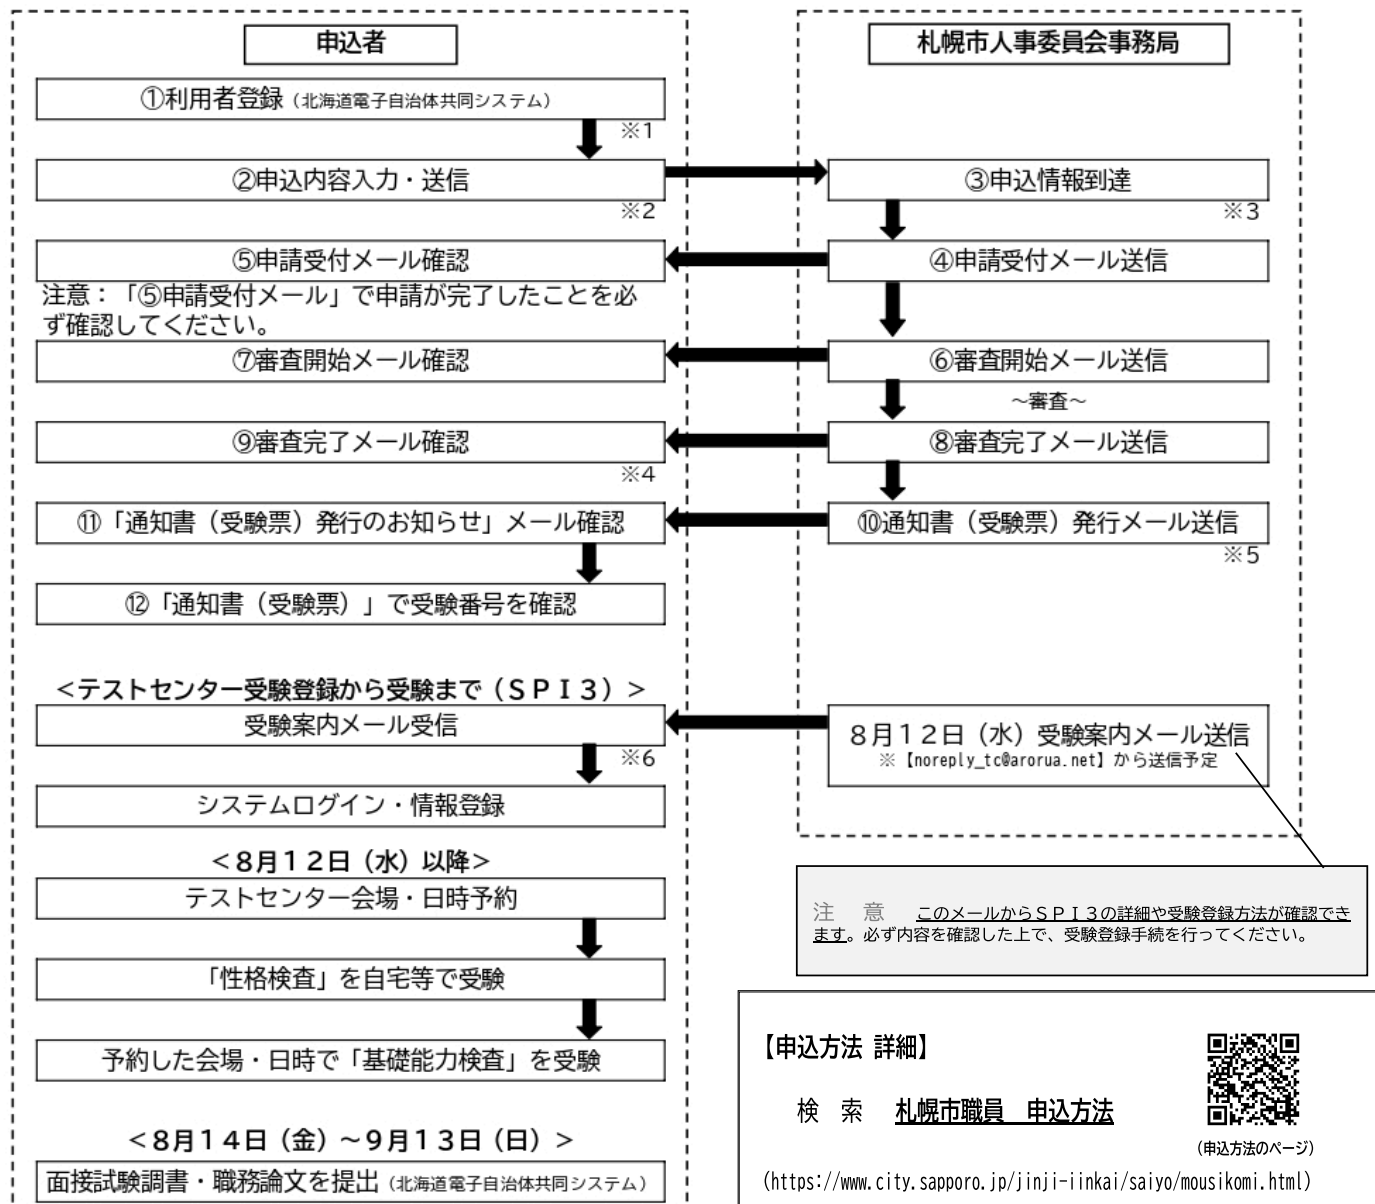 申込者
札幌市人事委員会事務局
①利用者登録（北海道電子自治体共同システム）
※1
②申込内容入力・送信
③申込情報到達
※2
※3
⑤申請受付メール確認
④申請受付メール送信
注意：「⑤申請受付メール」で申請が完了したことを必
ず確認してください。
⑦審査開始メール確認
⑥審査開始メール送信
～審査～
⑨審査完了メール確認
⑧審査完了メール送信
※4
⑪「通知書（受験票）発行のお知らせ」メール確認
⑩通知書（受験票）発行メール送信
※5
⑫「通知書（受験票）」で受験番号を確認
＜テストセンター受験登録から受験まで（ＳＰＩ３）＞
受験案内メール受信
8月１２日（水）受験案内メール送信
※【noreply_tc@arorua.net】から送信予定
※6
システムログイン・情報登録
＜8月１２日（水）以降＞
テストセンター会場・日時予約
注　意　このメールからＳＰＩ３の詳細や受験登録方法が確認でき
ます。必ず内容を確認した上で、受験登録手続を行ってください。
「性格検査」を自宅等で受験
予約した会場・日時で「基礎能力検査」を受験
【申込方法 詳細】
検　索　札幌市職員　申込方法
（申込方法のページ）
（https://www.city.sapporo.jp/jinji-iinkai/saiyo/mousikomi.html）
＜8月１４日（金）～９月１３日（日）＞
面接試験調書・職務論文を提出（北海道電子自治体共同システム）